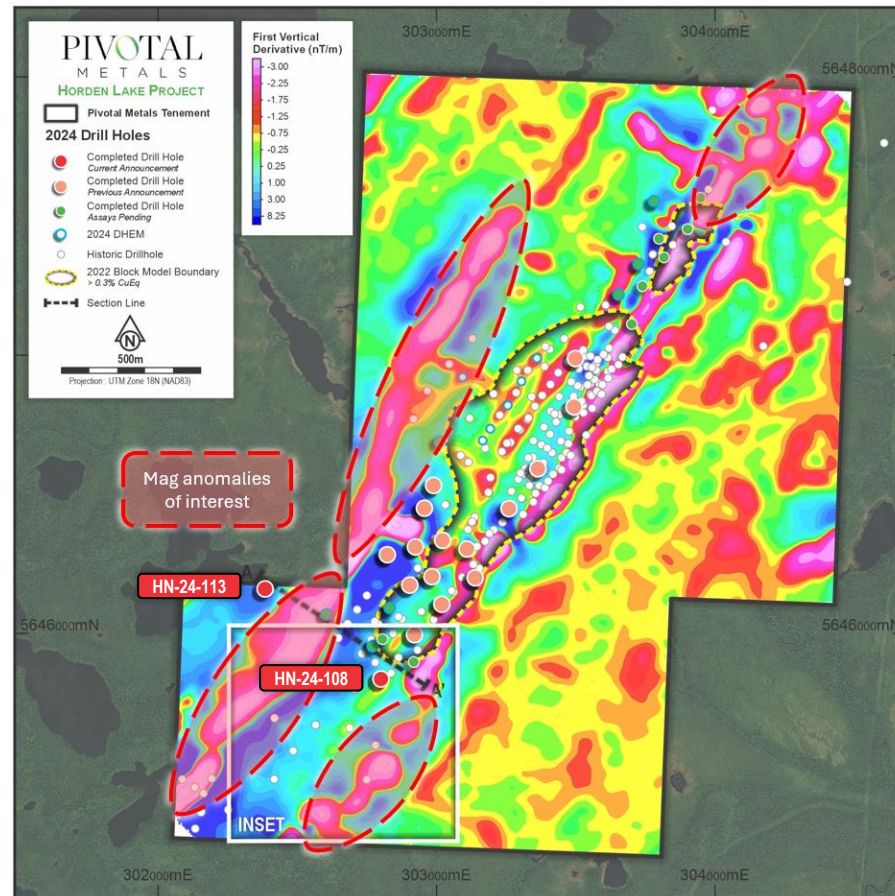 303000mE
304000mE
5648000mN
PIVOTAL
METALS
HORDEN LAKE PROJECT
Pivotal Metals Tenement
2024 Drill Holes
Completed Drill Hole
Current Announcement
Completed Drill Hole
Previous Announcement
Completed Drill Hole
Assays Pending
2024 DHEM
Historic Drillhole
2022 Block Model Boundary
> 0.3% CuEq
Section Line
N
500m
Projection : UTM Zone 18N (NAD83)
First Vertical
Derivative (nT/m)
-3.00
-2.25
-1.75
-1.25
-0.75
0.25
1.00
3.00
8.25
Mag anomalies
of interest
A
HN-24-113
5646000mN
5646000mN
HN-24-108
A'
INSET
302000mE
303000mE
304000mE